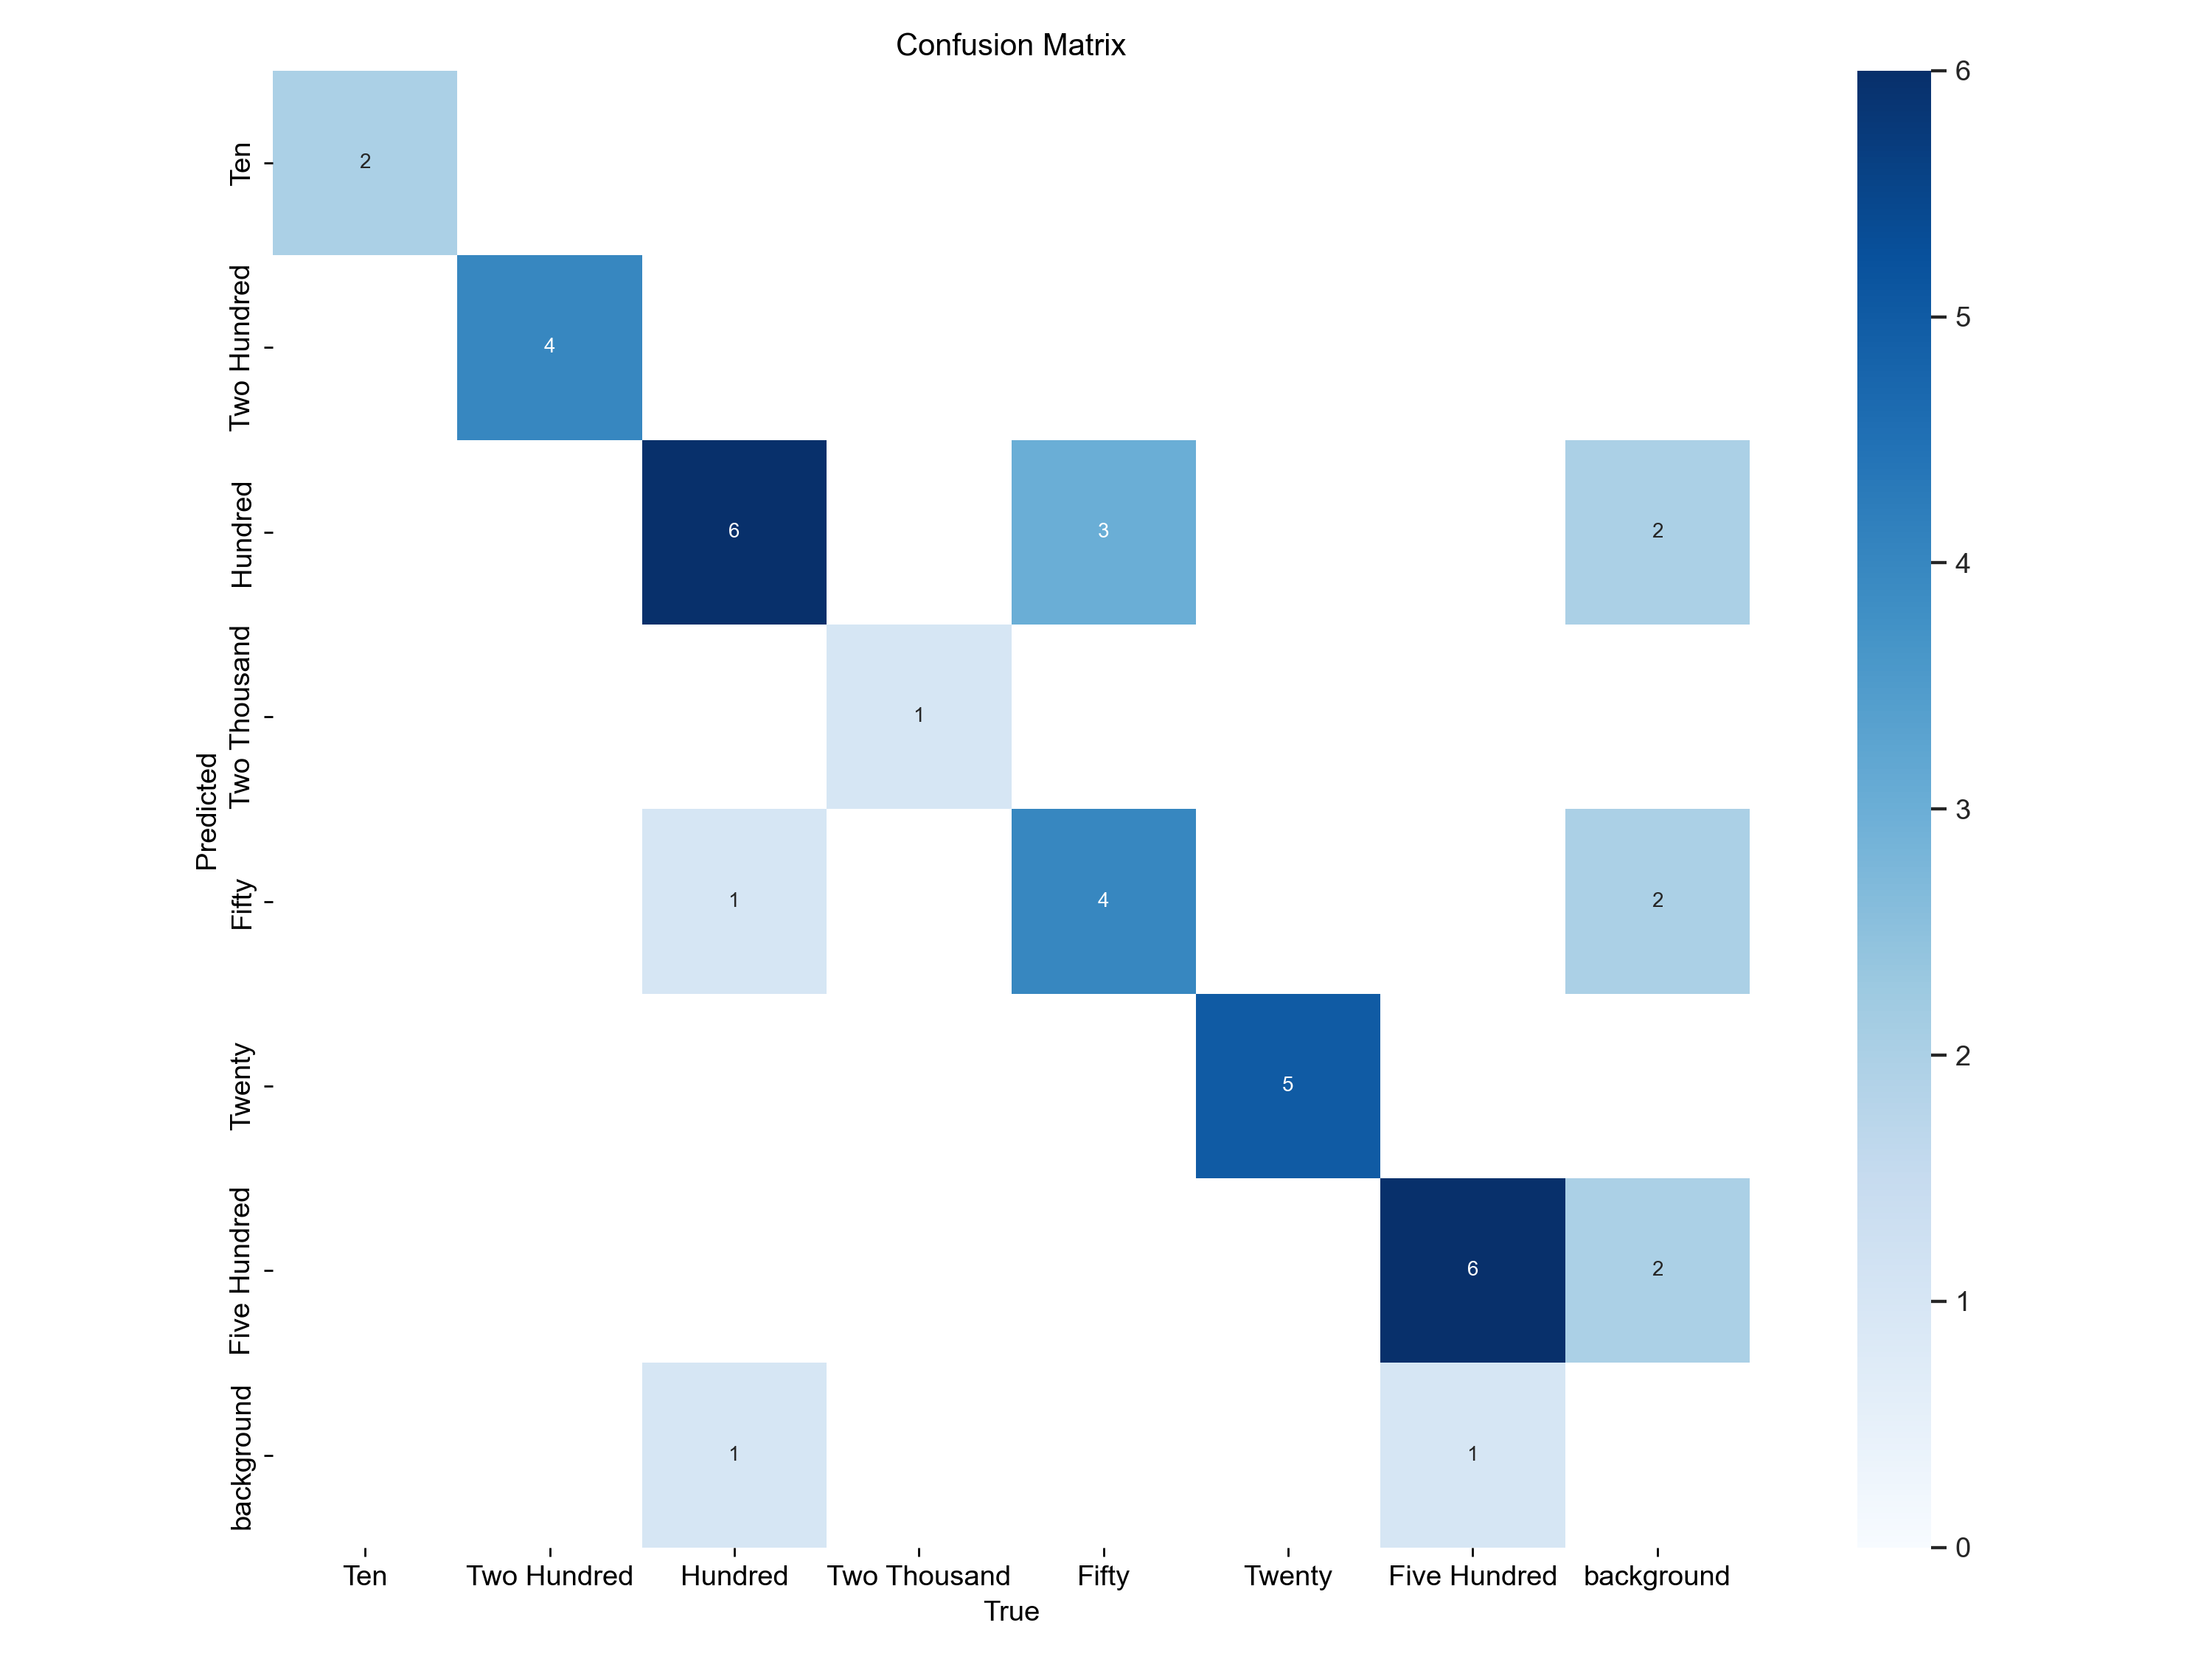 Confusion Matrix
Predicted
Ten 2
Two Hundred 4
Hundred 6 3 2
Two Thousand 1
Fifty 1 4 2
Twenty 5
Five Hundred 6 2
background 1 1
Ten Two Hundred Hundred Two Thousand Fifty Twenty Five Hundred background
True
6
5
4
3
2
1
0